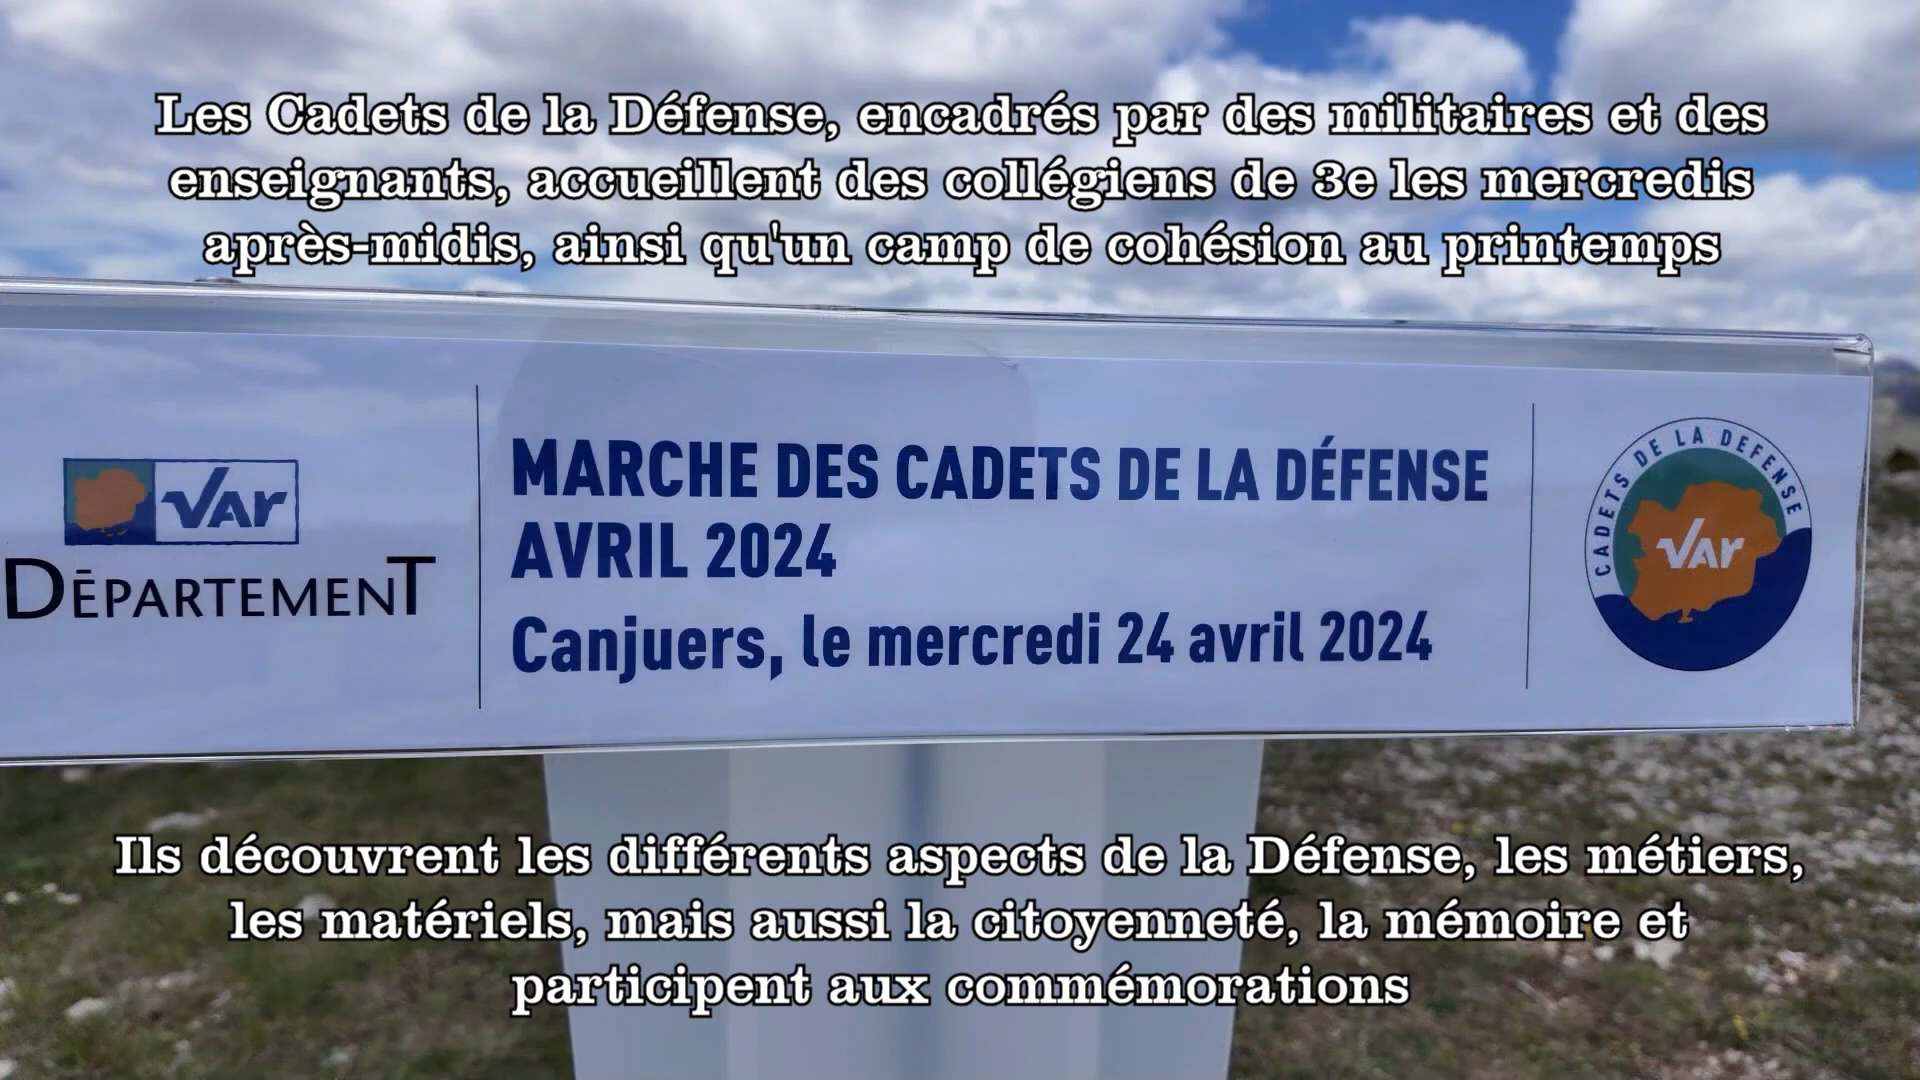 Les Cadets de la Défense, encadrés par des militaires et des
enseignants, accueillent des collégiens de 3e les mercredis
après-midis, ainsi qu'un camp de cohésion au printemps
Var
DÉPARTEMENT
MARCHE DES CADETS DE LA DÉFENSE
AVRIL 2024
Canjuers, le mercredi 24 avril 2024
CADETS DE LA DEFENSE
Var
Ils découvrent les différents aspects de la Défense, les métiers,
les matériels, mais aussi la citoyenneté, la mémoire et
participent aux commémorations